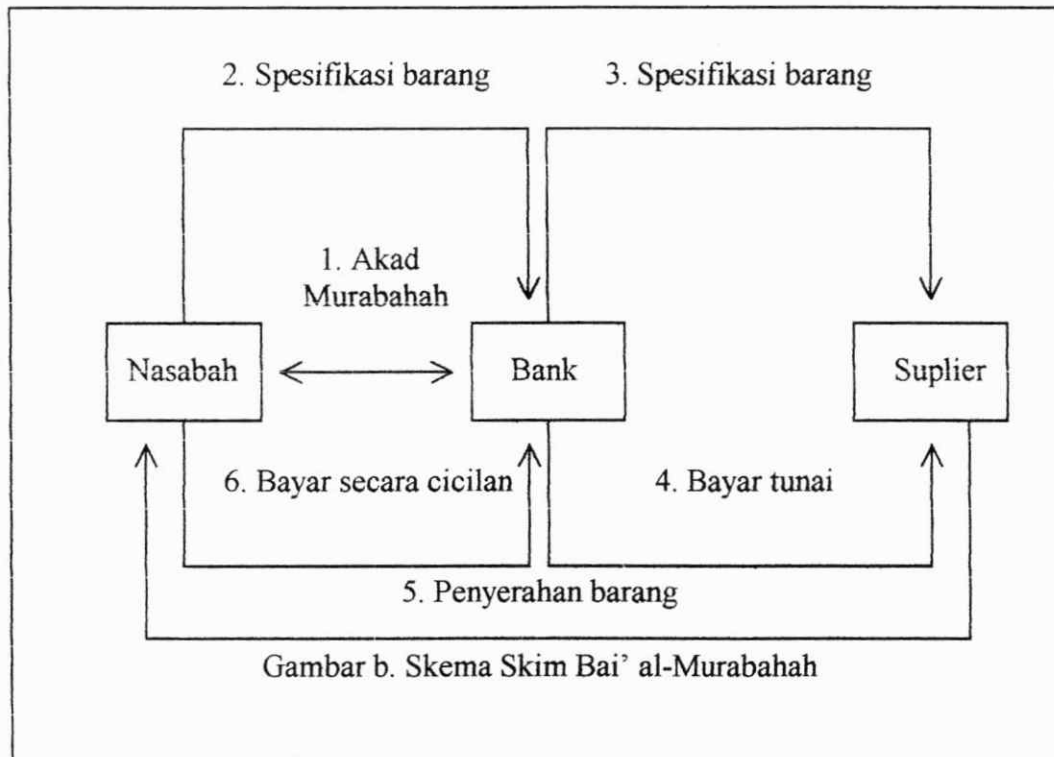 2. Spesifikasi barang
3. Spesifikasi barang
1. Akad
Murabahah
Nasabah
Bank
Suplier
6. Bayar secara cicilan
4. Bayar tunai
5. Penyerahan barang
Gambar b. Skema Skim Bai’ al-Murabahah